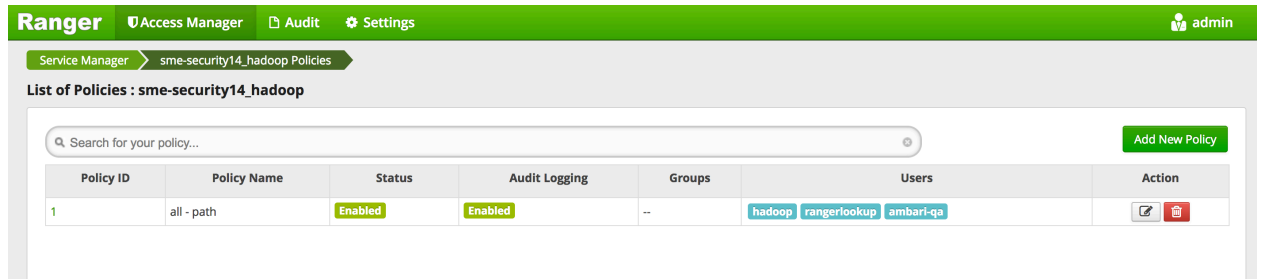 Ranger Access Manager Audit Settings admin
Service Manager sme-security14_hadoop Policies
List of Policies : sme-security14_hadoop
Search for your policy... Add New Policy
Policy ID Policy Name Status Audit Logging Groups Users Action
1 all - path Enabled Enabled -- hadoop rangerlookup ambari-qa